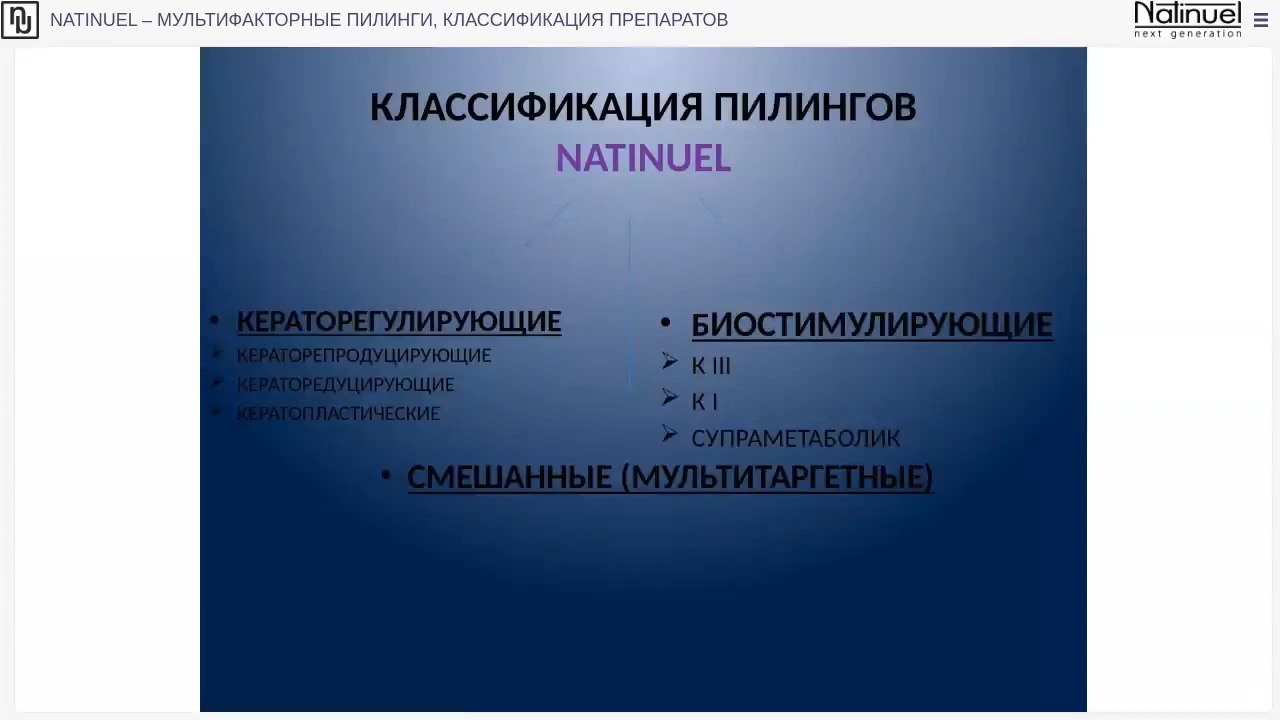 NATINUEL – МУЛЬТИФАКТОРНЫЕ ПИЛИНГИ, КЛАССИФИКАЦИЯ ПРЕПАРАТОВ
Natinuel
next generation
КЛАССИФИКАЦИЯ ПИЛИНГОВ
NATINUEL
• КЕРАТОРЕГУЛИРУЮЩИЕ
КЕРАТОРЕПРОДУЦИРУЮЩИЕ
КЕРАТОРЕДУЦИРУЮЩИЕ
КЕРАТОПЛАСТИЧЕСКИЕ
• БИОСТИМУЛИРУЮЩИЕ
К III
К I
СУПРАМЕТАБОЛИК
• СМЕШАННЫЕ (МУЛЬТИТАРГЕТНЫЕ)